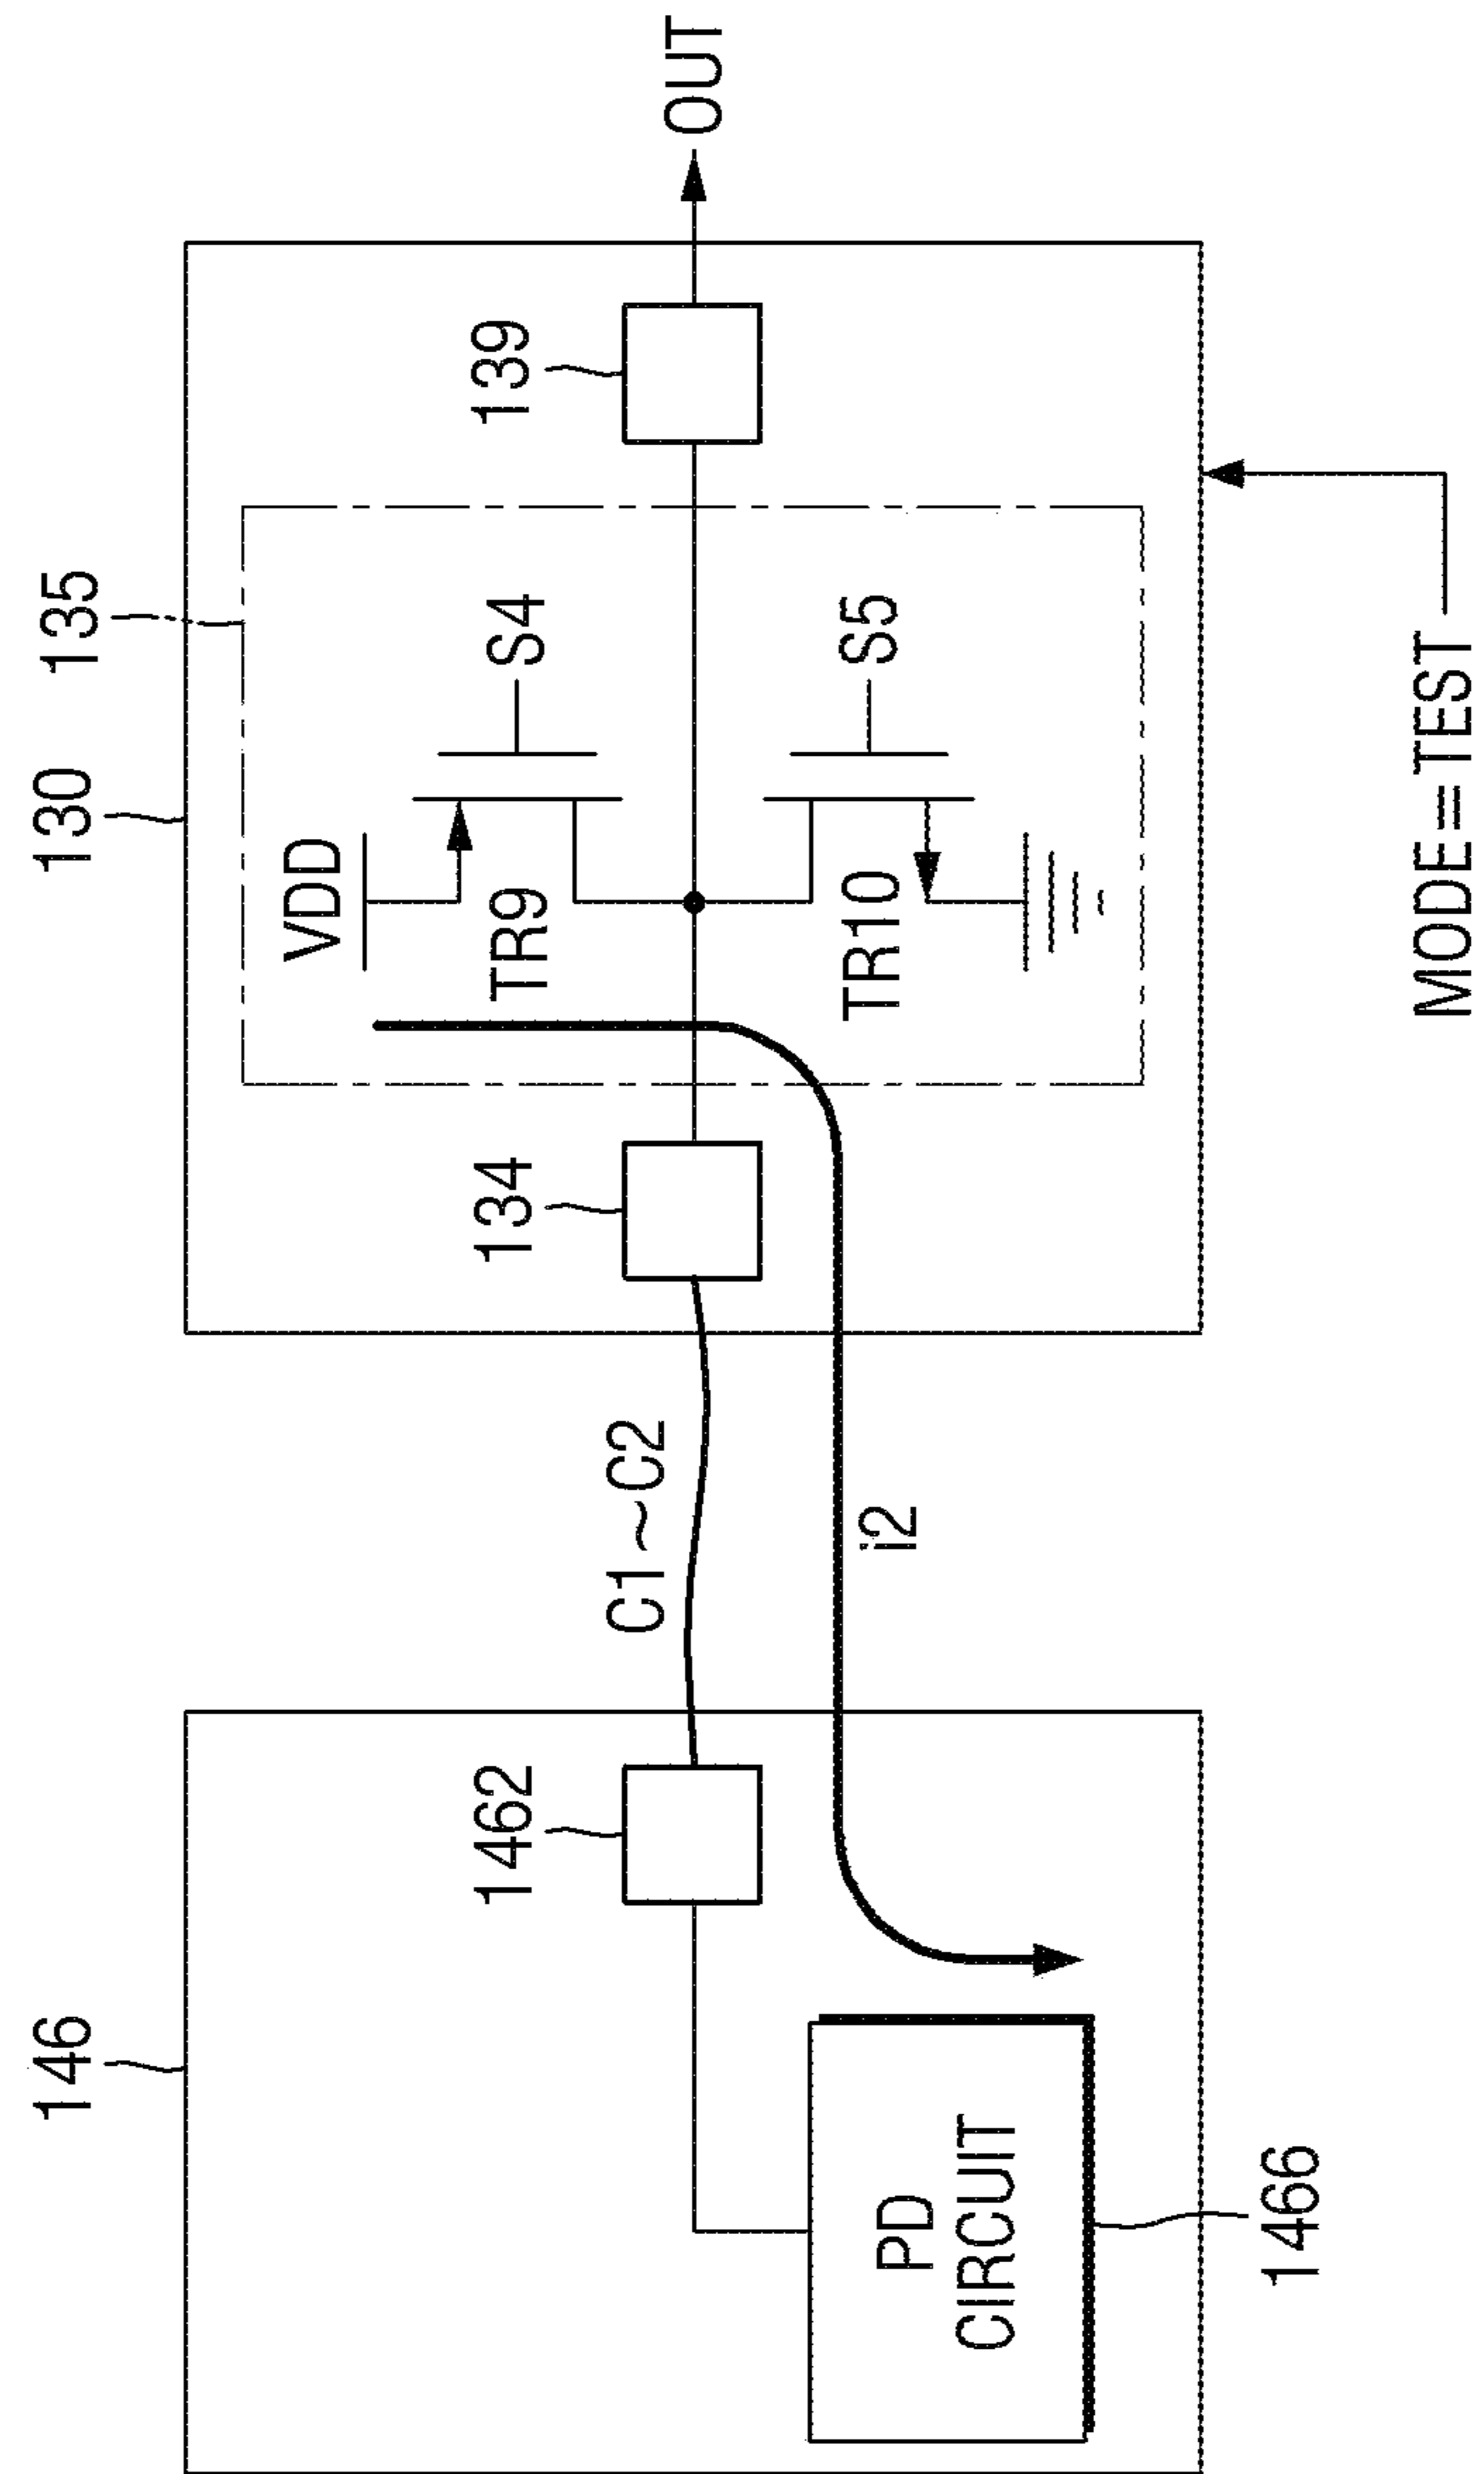 146
130
135
1462
C1~C2
134
139
VDD
TR9
S4
TR10
S5
OUT
i2
PD
CIRCUIT
1466
MODE=TEST